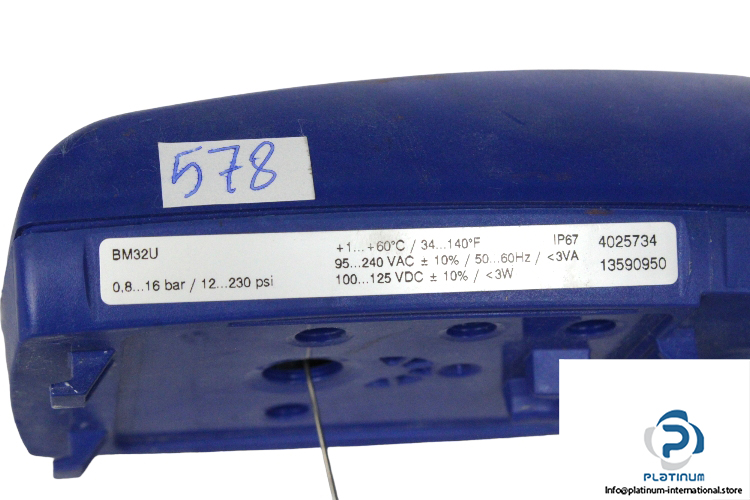 578
BM32U
0.8...16 bar / 12...230 psi
+1...+60°C / 34...140°F
95...240 VAC ± 10% / 50...60Hz / <3VA
100...125 VDC ± 10% / <3W
IP67 4025734
13590950
PLATINUM
Info@platinum-international.store